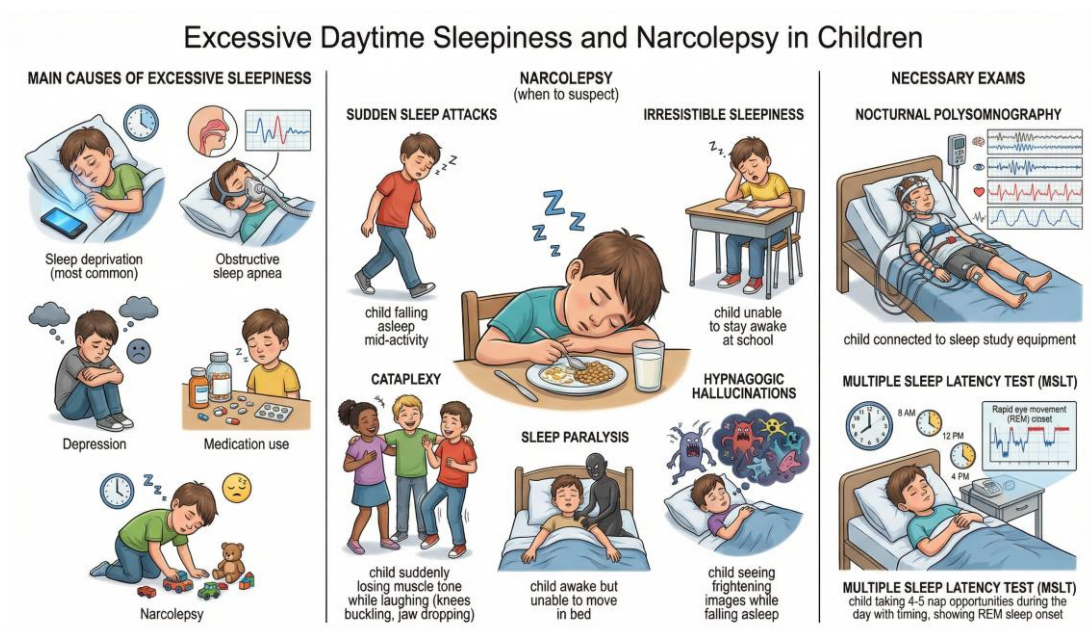 Excessive Daytime Sleepiness and Narcolepsy in Children
MAIN CAUSES OF EXCESSIVE SLEEPINESS
Sleep deprivation
(most common)
Obstructive
sleep apnea
Depression
Z Z
Medication use
Z Z Z
Narcolepsy
NARCOLEPSY
(when to suspect)
SUDDEN SLEEP ATTACKS
Z Z Z
child falling
asleep
mid-activity
IRRESISTIBLE SLEEPINESS
Z Z
child unable
to stay awake
at school
Z
Z Z
Z Z
CATAPLEXY
child suddenly
losing muscle tone
while laughing (knees
buckling, jaw dropping)
SLEEP PARALYSIS
child awake but
unable to move
in bed
HYPNAGOGIC
HALLUCINATIONS
child seeing
frightening
images while
falling asleep
NECESSARY EXAMS
NOCTURNAL POLYSOMNOGRAPHY
child connected to sleep study equipment
MULTIPLE SLEEP LATENCY TEST (MSLT)
8 AM
12 PM
4 PM
Rapid eye movement
(REM) closet
MULTIPLE SLEEP LATENCY TEST (MSLT)
child taking 4-5 nap opportunities during the
day with timing, showing REM sleep onset